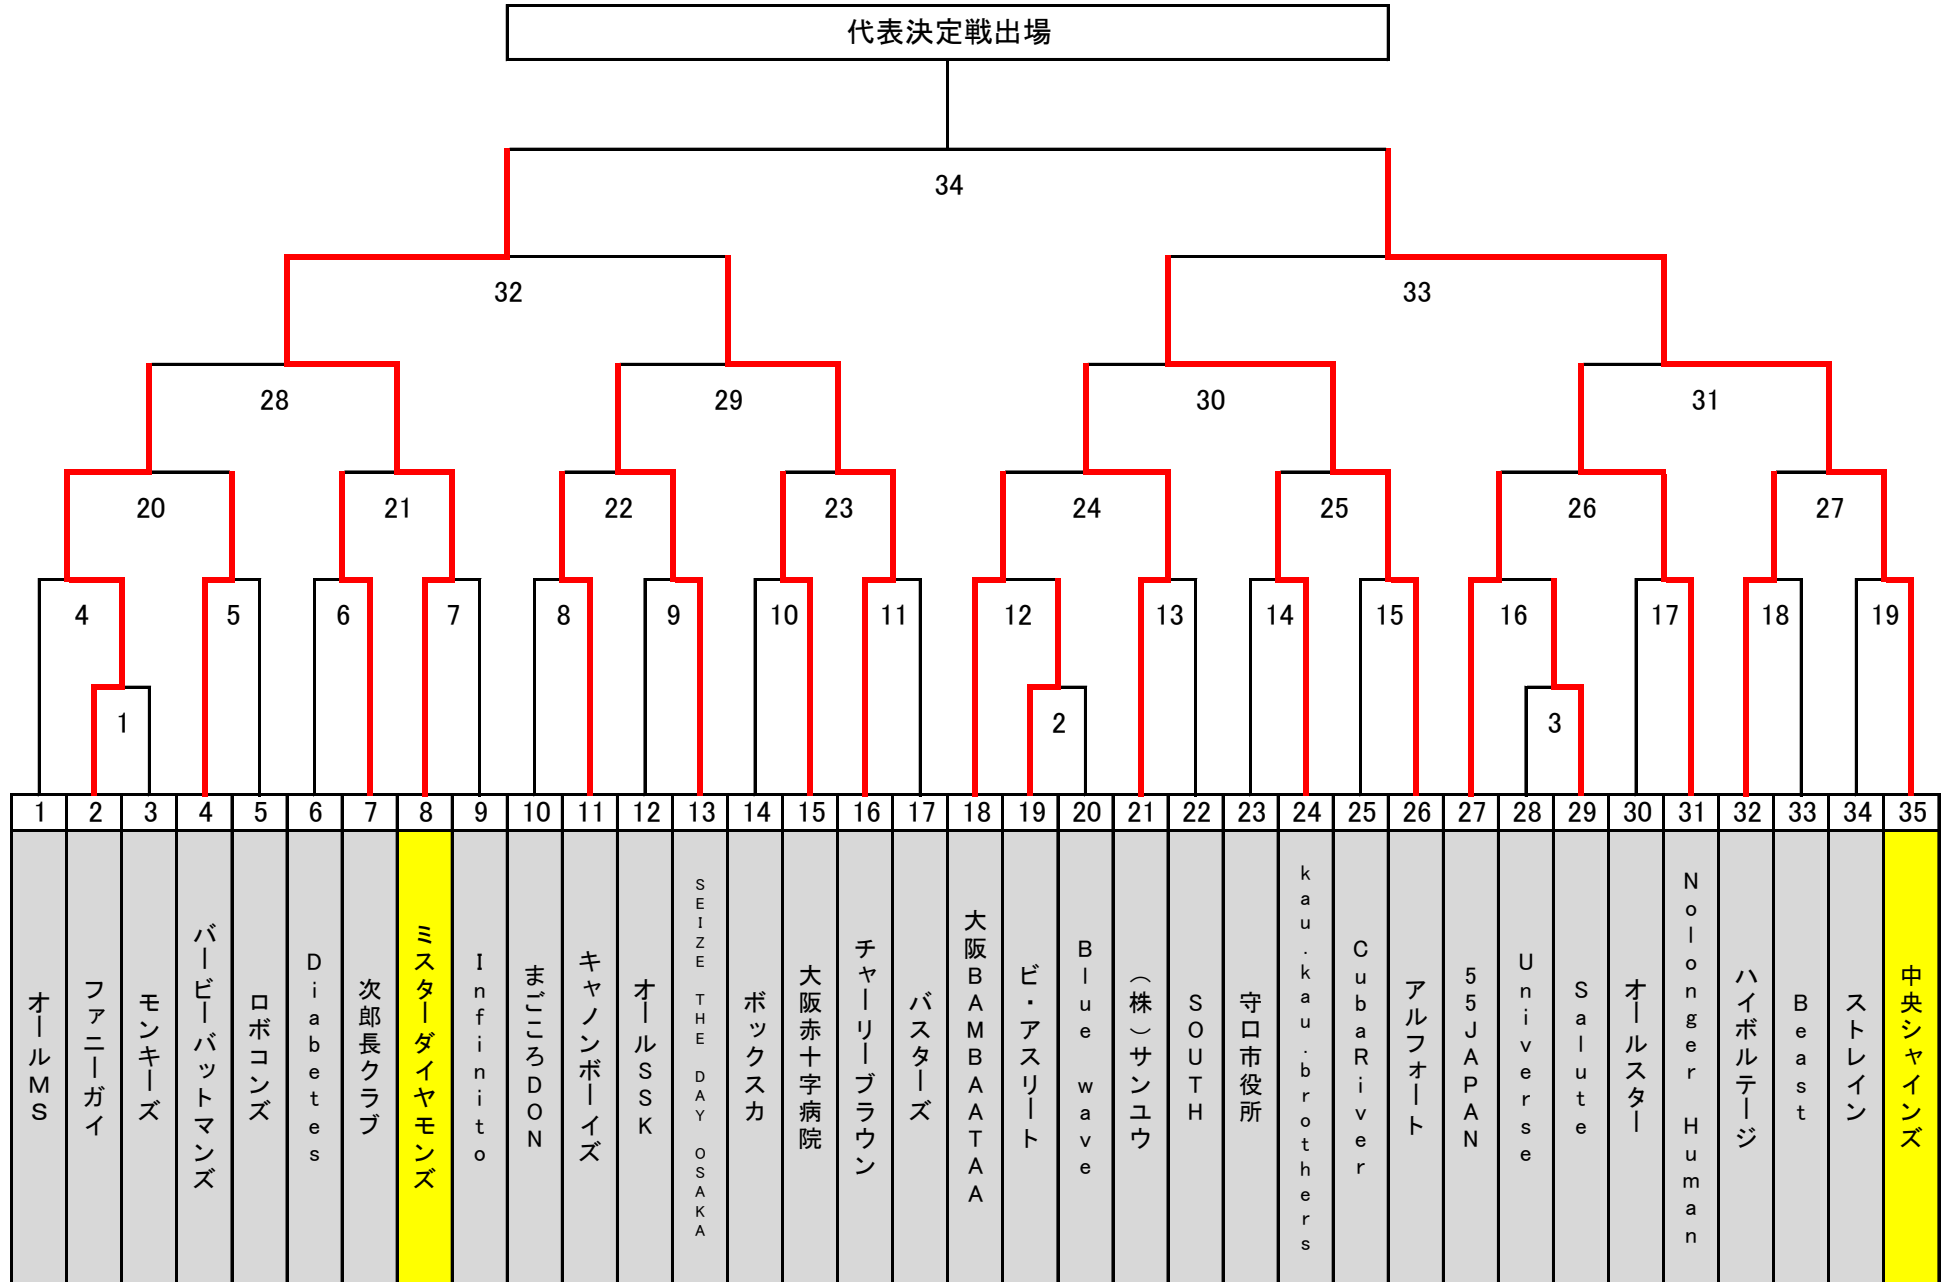 代表決定戦出場
34
32
33
28
29
30
31
20
21
22
23
24
25
26
27
4
5
6
7
8
9
10
11
12
13
14
15
16
17
18
19
1
2
3
1 2 3 4 5 6 7 8 9 10 11 12 13 14 15 16 17 18 19 20 21 22 23 24 25 26 27 28 29 30 31 32 33 34 35
オールMS
ファニーガイ
モンキーズ
バービーバットマンズ
ロボコンズ
Diabetes
次郎長クラブ
ミスターダイヤモンズ
Infinito
まごころDON
キャノンボーイズ
オールSSK
SEIZE THE DAY OSAKA
ボックスカ
大阪赤十字病院
チャーリーブラウン
バスターズ
大阪BAMBAATAA
ビ・アスリート
Blue wave
（株）サンユウ
SOUTH
守口市役所
kau.kau.brothers
CubaRiver
アルフォート
55JAPAN
Universe
Salute
オールスター
Nolonger Human
ハイボルテージ
Beast
ストレイン
中央シャインズ